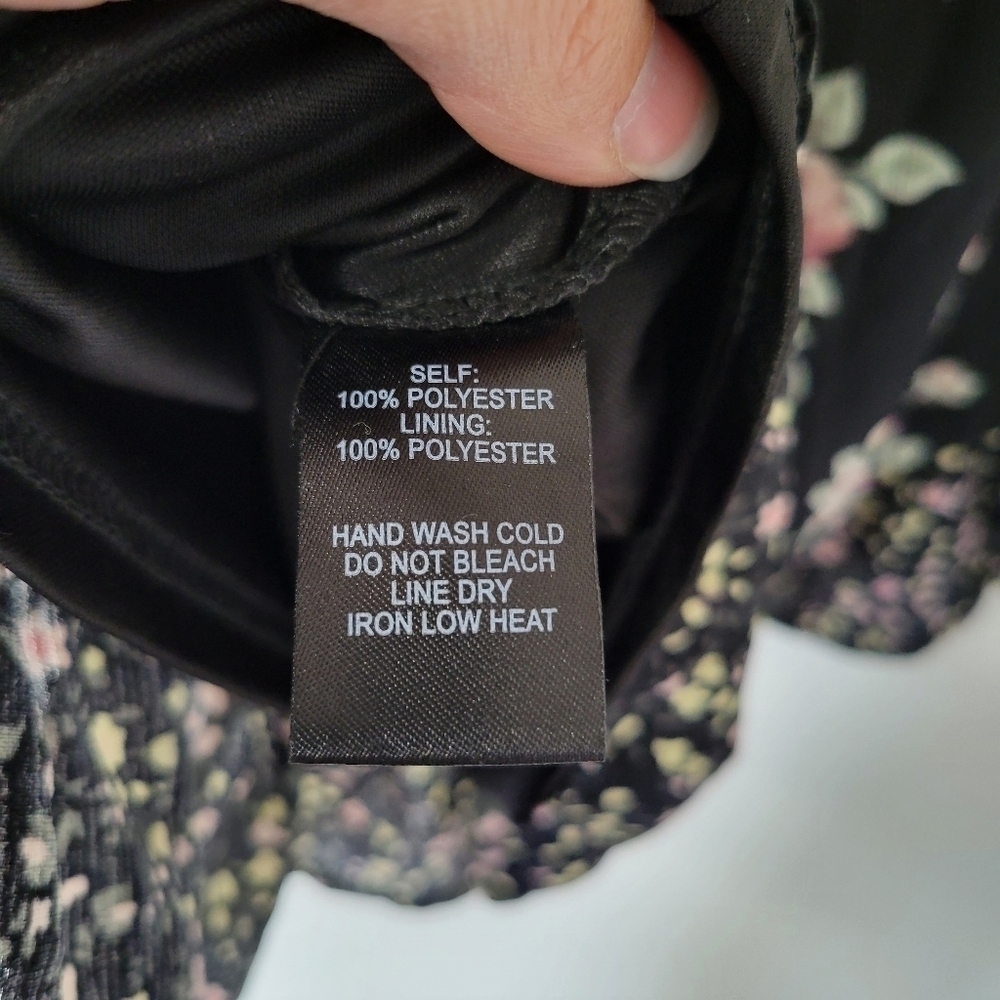 SELF:
100% POLYESTER
LINING:
100% POLYESTER
HAND WASH COLD
DO NOT BLEACH
LINE DRY
IRON LOW HEAT